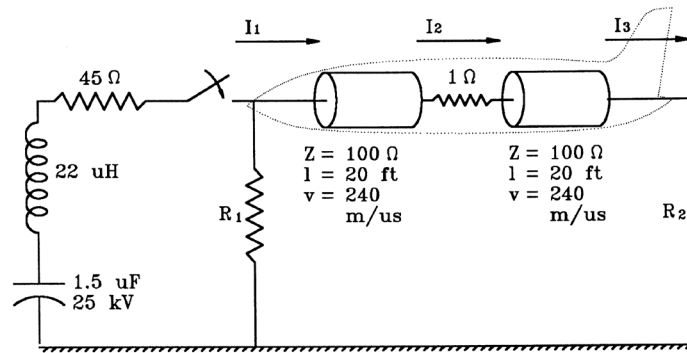 I1
I2
I3
45 Ω
1 Ω
22 uH
Z = 100 Ω
l = 20 ft
v = 240
m/us
Z = 100 Ω
l = 20 ft
v = 240
m/us
R1
R2
1.5 uF
25 kV